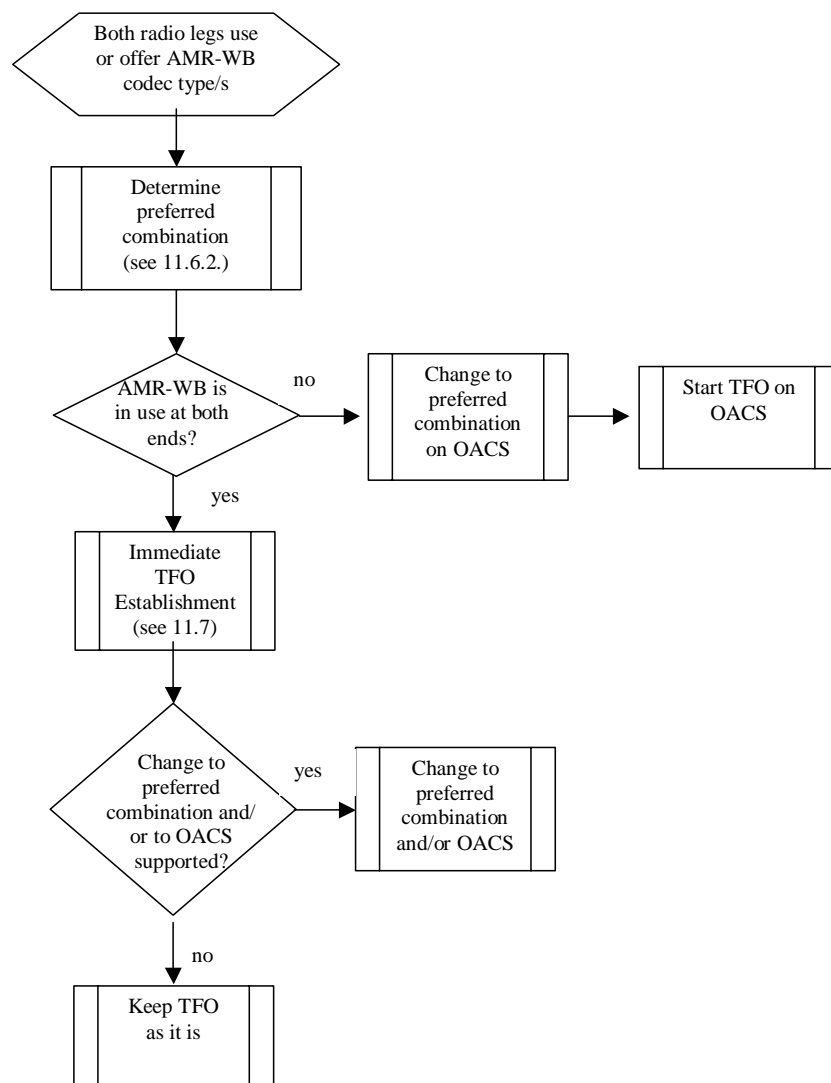 Both radio legs use
or offer AMR-WB
codec type/s
Determine
preferred
combination
(see 11.6.2.)
AMR-WB is
in use at both
ends?
no
Change to
preferred
combination
on OACS
Start TFO on
OACS
yes
Immediate
TFO
Establishment
(see 11.7)
Change to
preferred
combination and/
or to OACS
supported?
yes
Change to
preferred
combination
and/or OACS
no
Keep TFO
as it is